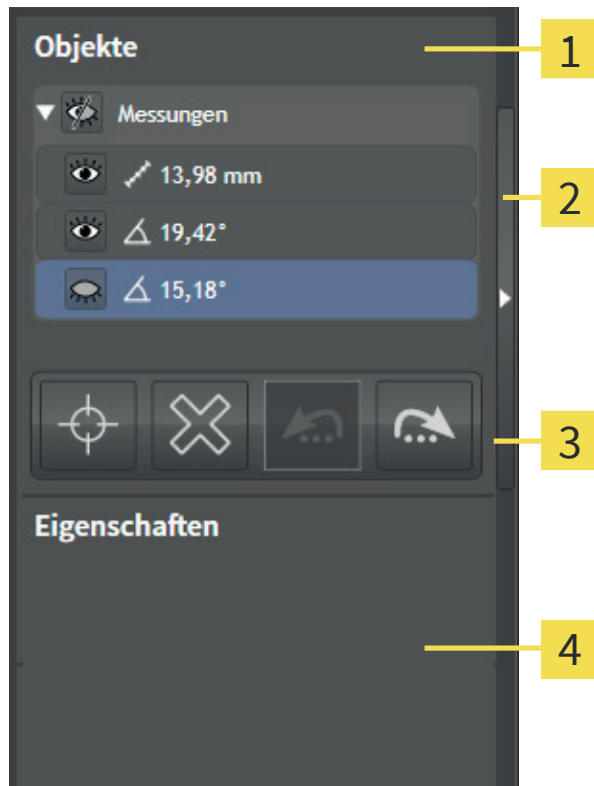 Objekte
1
Messungen
13,98 mm
2
19,42°
15,18°
3
Eigenschaften
4